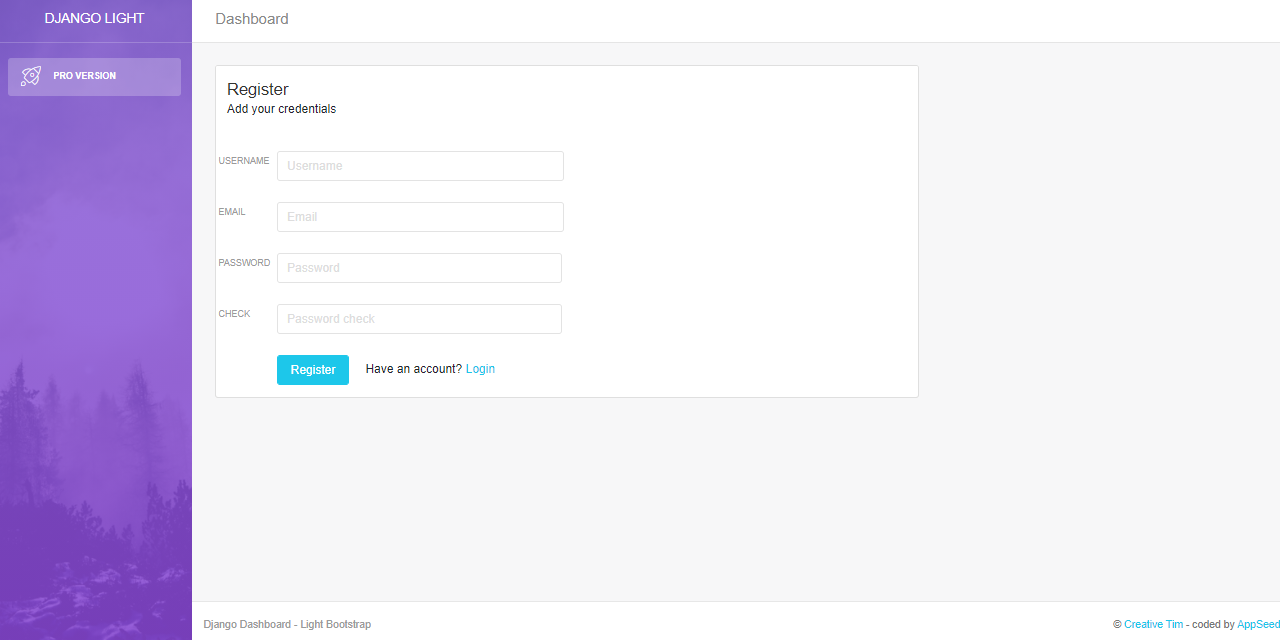 DJANGO LIGHT
Dashboard
PRO VERSION
Register
Add your credentials
USERNAME
Username
EMAIL
Email
PASSWORD
Password
CHECK
Password check
Register
Have an account? Login
Django Dashboard - Light Bootstrap
© Creative Tim - coded by AppSeed